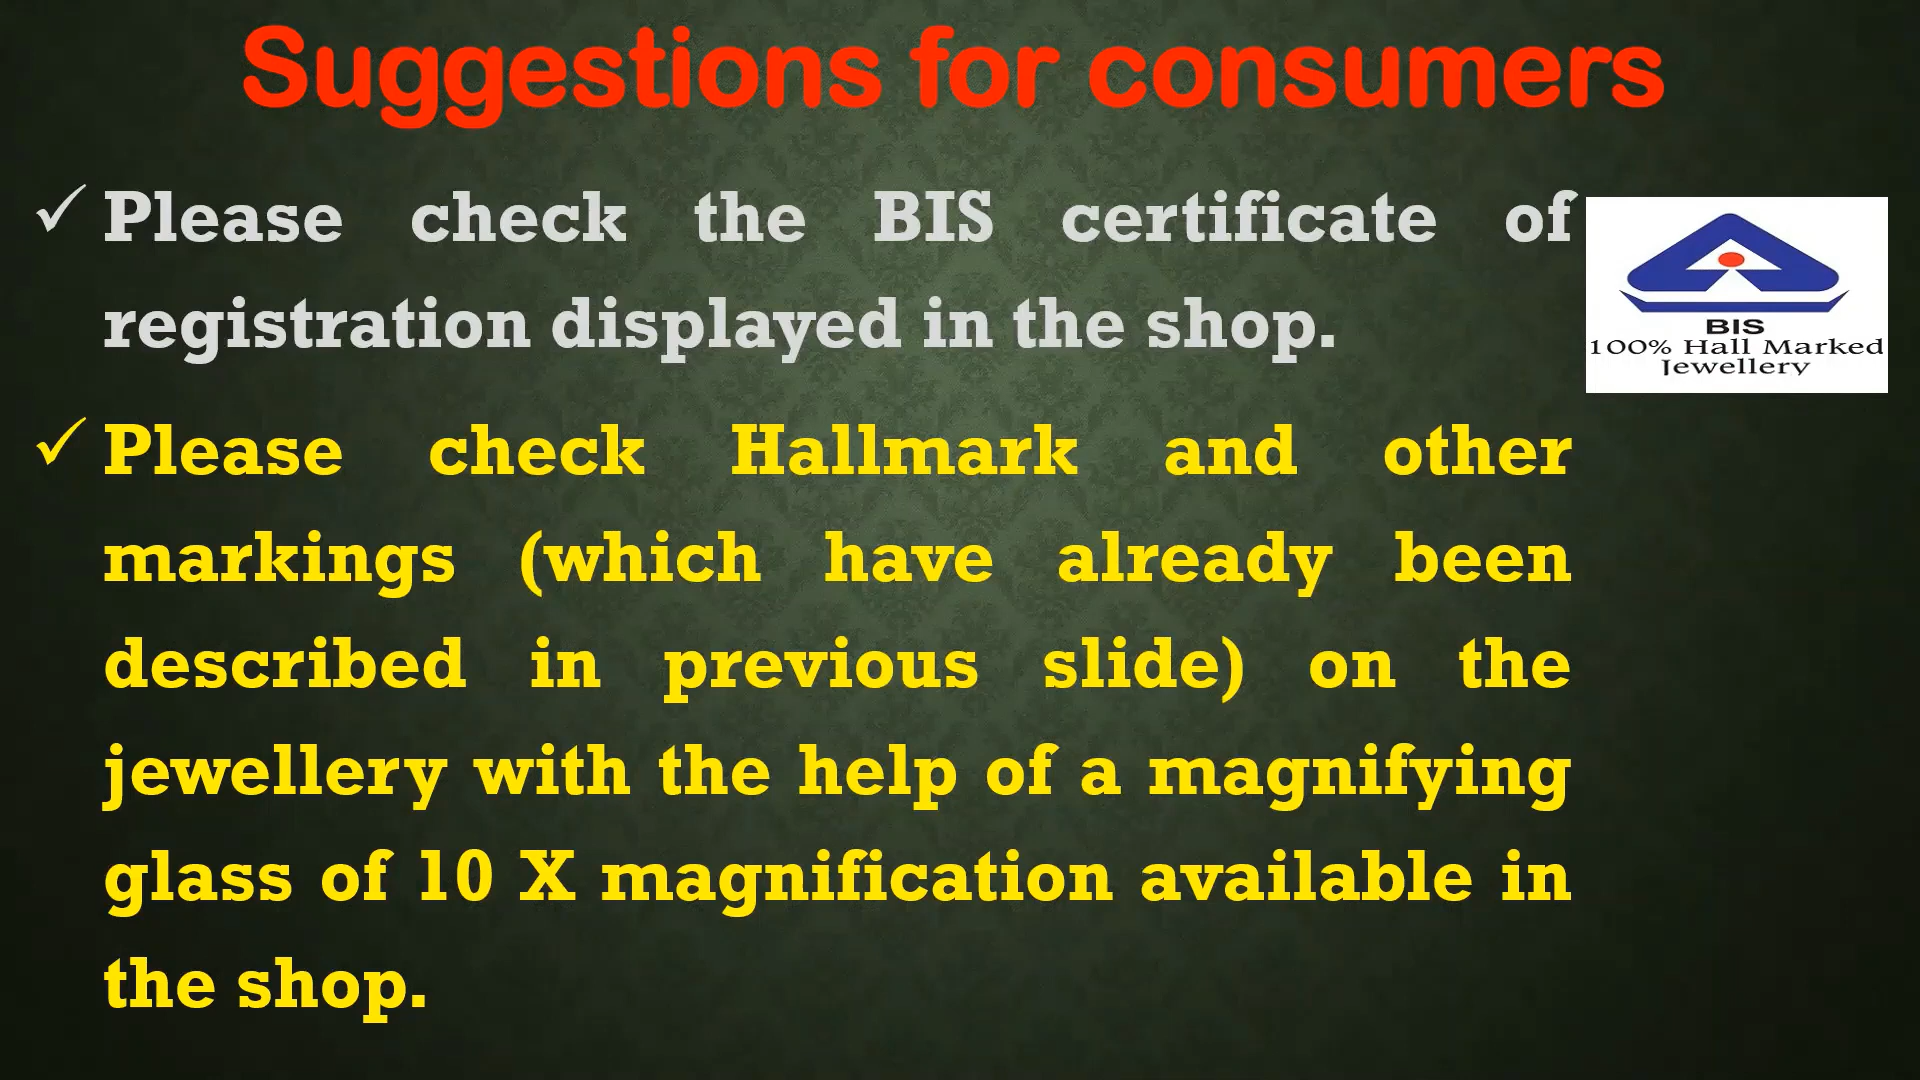 Suggestions for consumers
✓ Please check the BIS certificate of
registration displayed in the shop.
BIS
100% Hall Marked
Jewellery
✓ Please check Hallmark and other
markings (which have already been
described in previous slide) on the
jewellery with the help of a magnifying
glass of 10 X magnification available in
the shop.